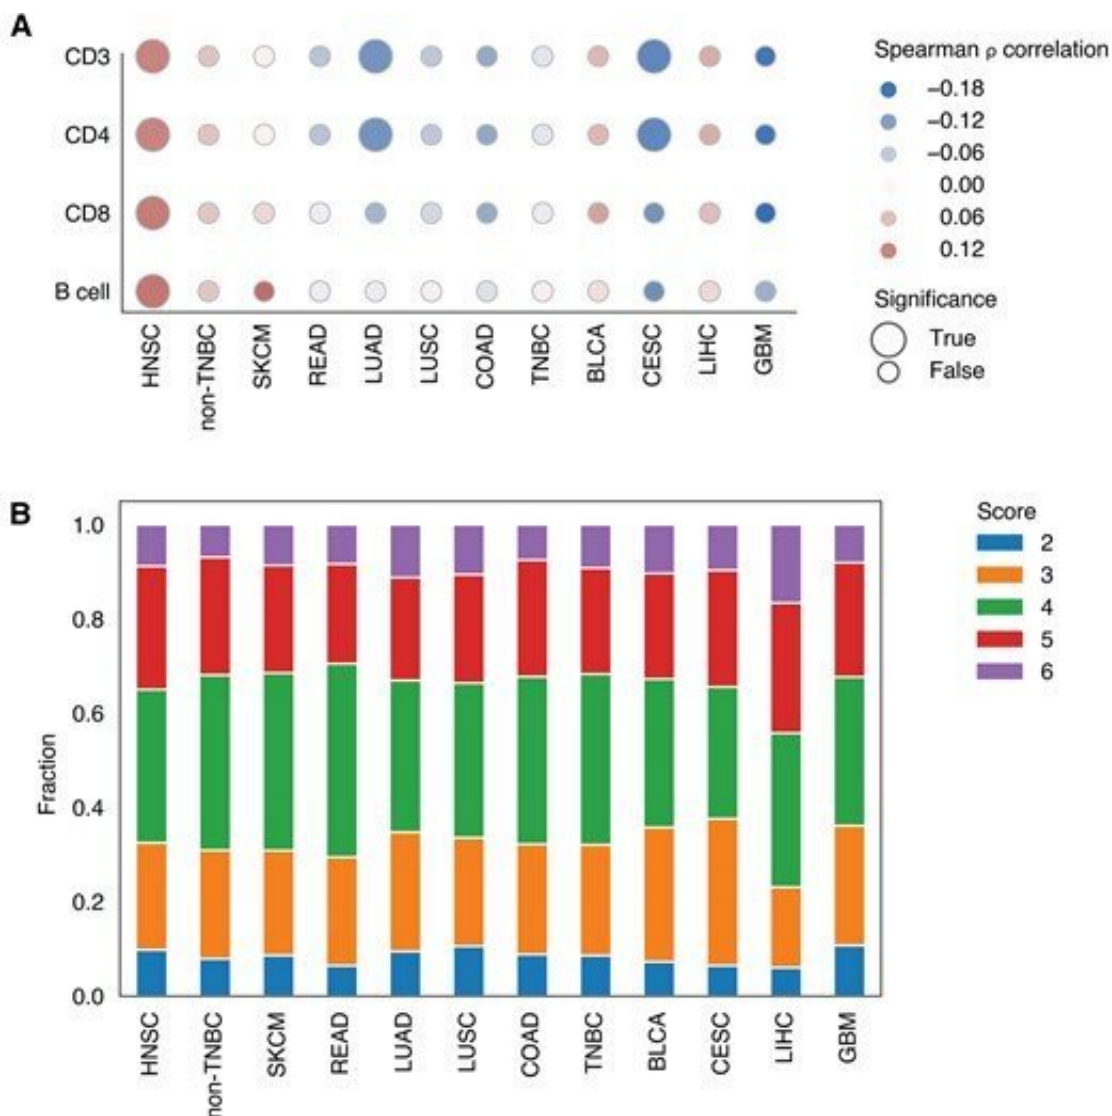 A
CD3
CD4
CD8
B cell
HNSC
non-TNBC
SKCM
READ
LUAD
LUSC
COAD
TNBC
BLCA
CESC
LIHC
GBM
Spearman ρ correlation
−0.18
−0.12
−0.06
0.00
0.06
0.12
Significance
True
False
B
1.0
0.8
0.6
0.4
0.2
0.0
Fraction
HNSC
non-TNBC
SKCM
READ
LUAD
LUSC
COAD
TNBC
BLCA
CESC
LIHC
GBM
Score
2
3
4
5
6